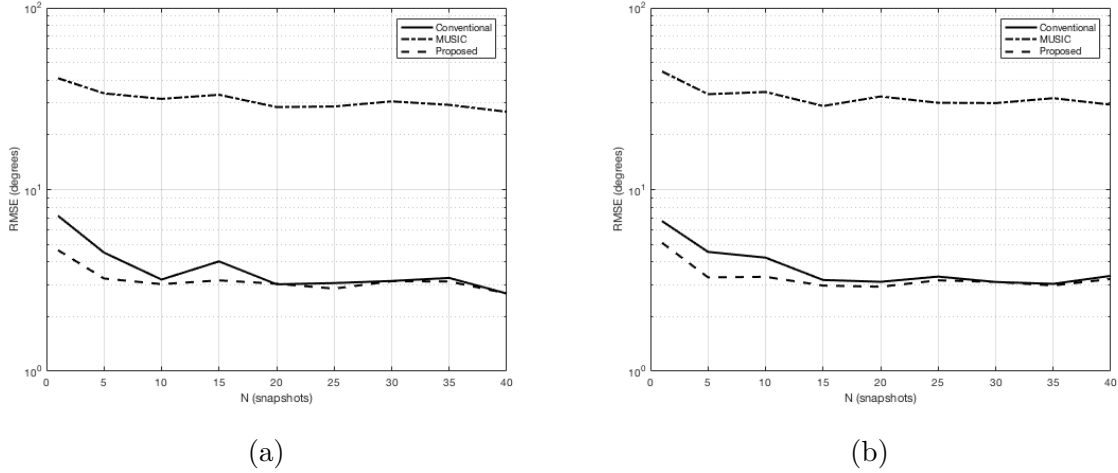 10^2
10^1
10^0
RMSE (degrees)
0 5 10 15 20 25 30 35 40
N (snapshots)
Conventional
MUSIC
Proposed
(a)
10^2
10^1
10^0
RMSE (degrees)
0 5 10 15 20 25 30 35 40
N (snapshots)
Conventional
MUSIC
Proposed
(b)